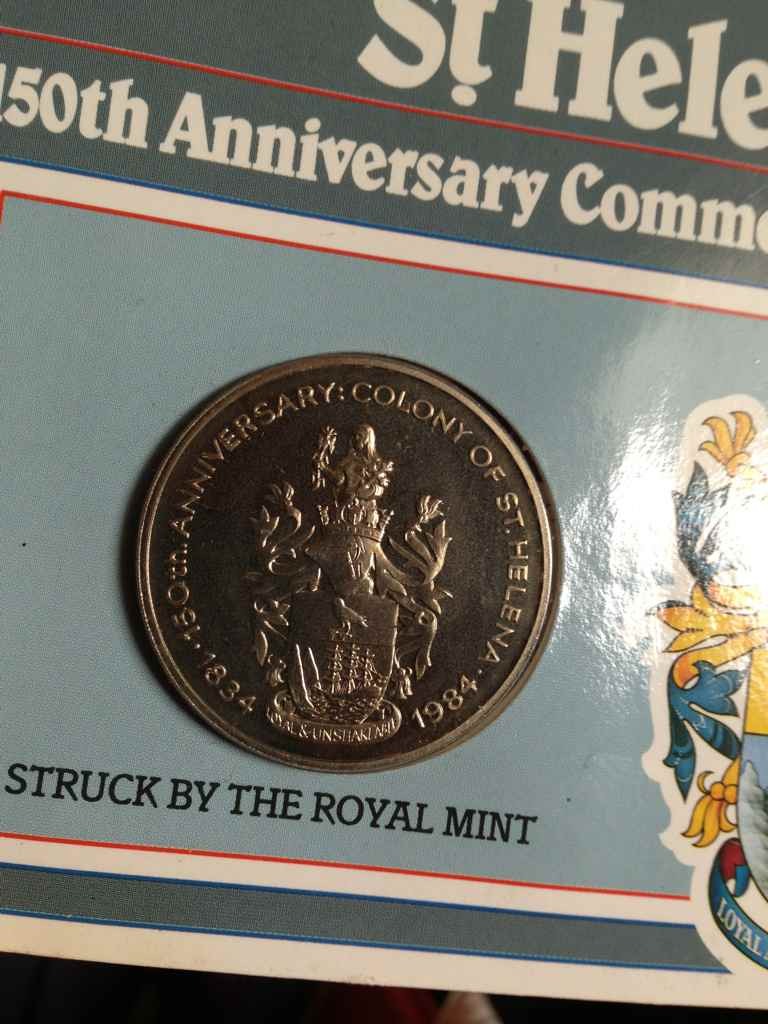 St Hele
150th Anniversary Comme
150th. ANNIVERSARY: COLONY OF ST. HELENA
· 1834
1984 ·
LOYAL & UNSHAKEABLE
STRUCK BY THE ROYAL MINT
LOYAL